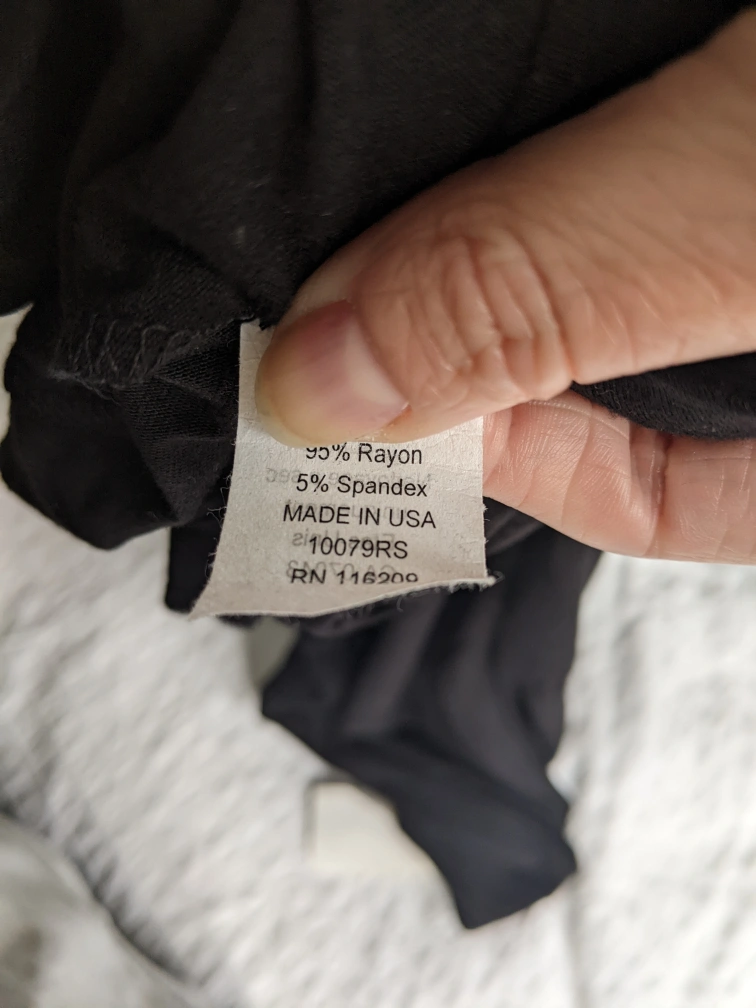 95% Rayon
5% Spandex
MADE IN USA
10079RS
RN 116209